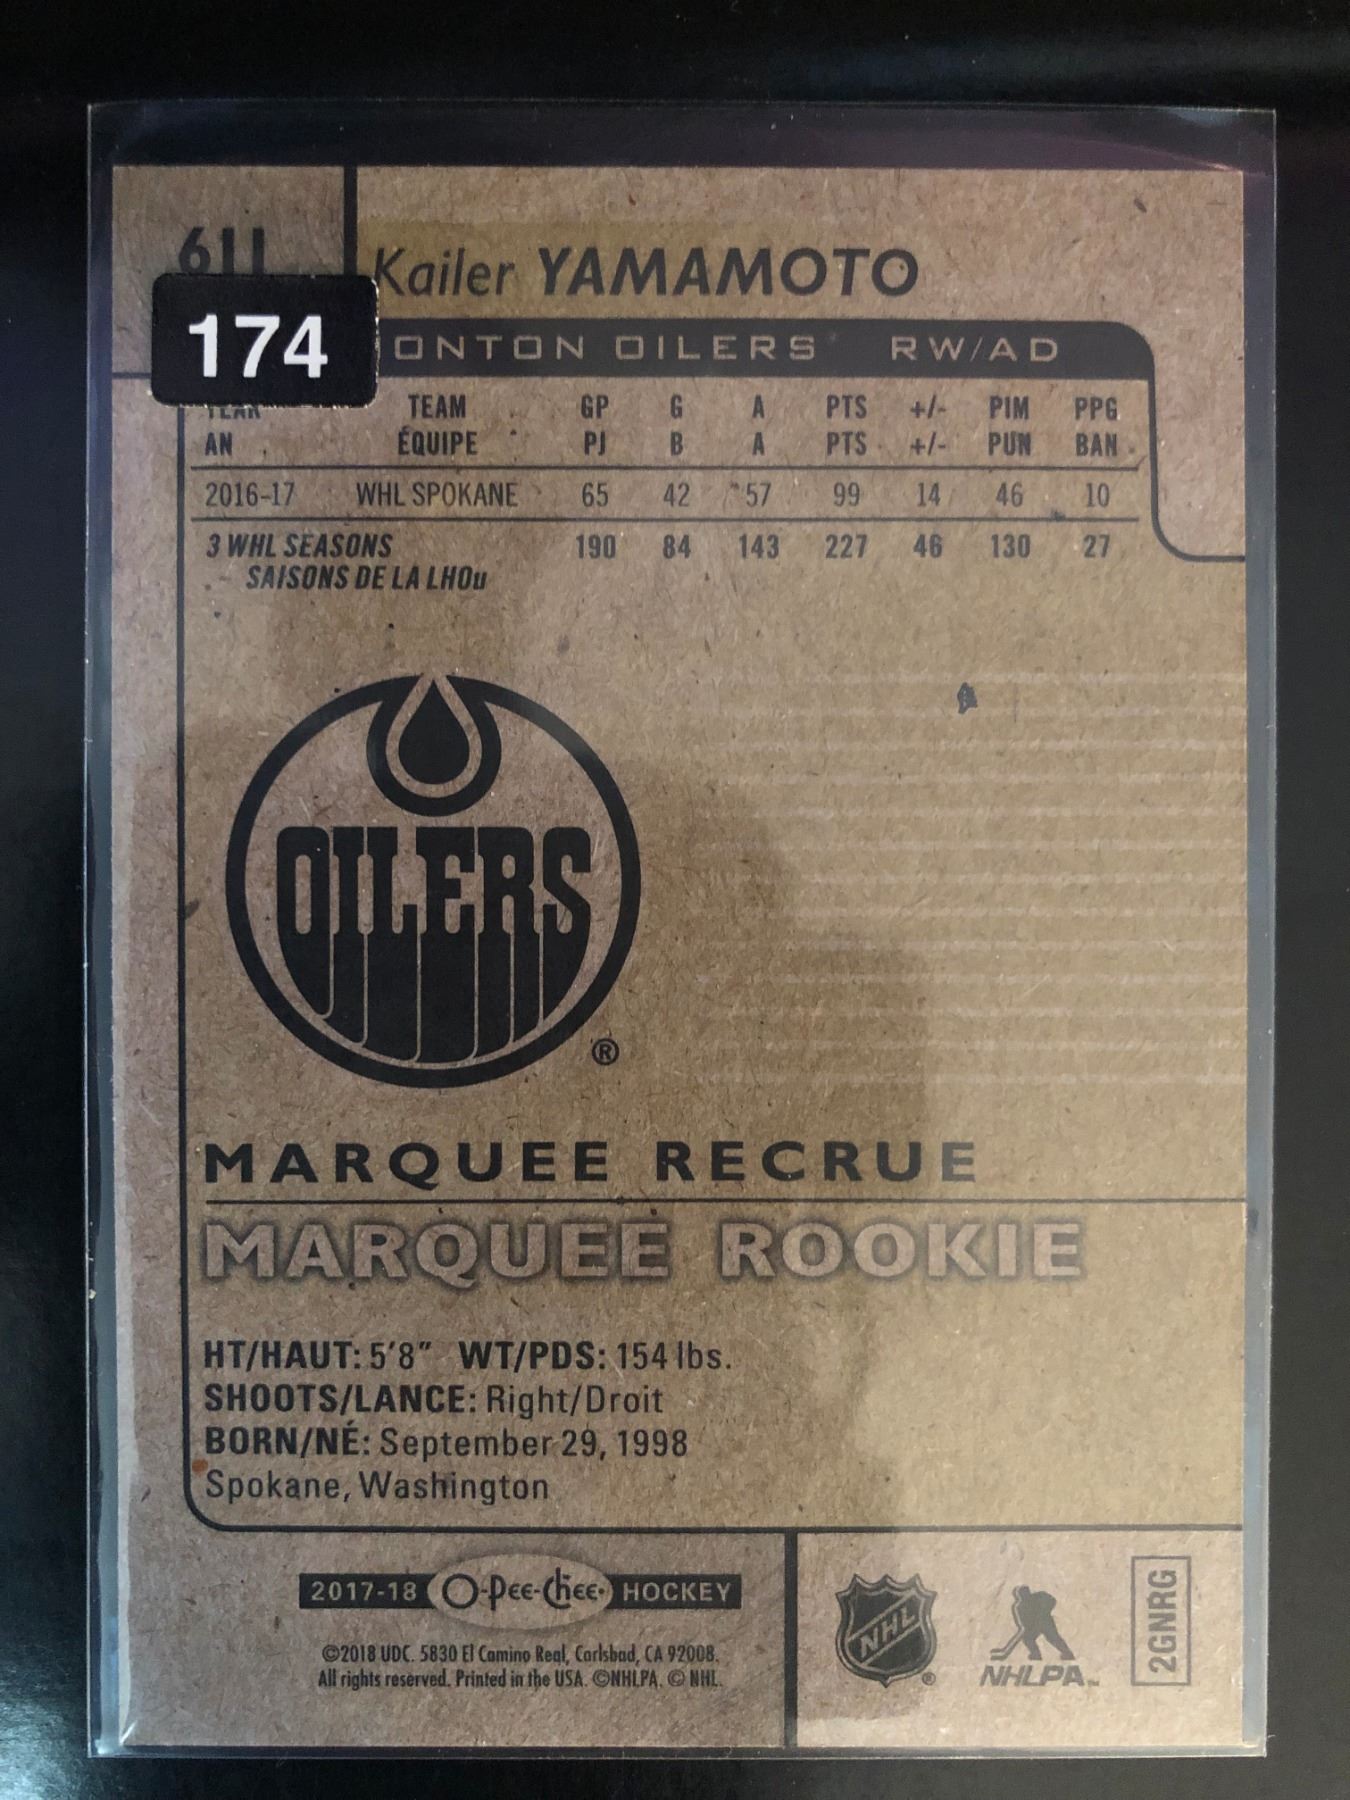 611
Kailer YAMAMOTO
174
ONTON OILERS RW/AD
YEAR TEAM GP G A PTS +/- PIM PPG
AN ÉQUIPE PJ B A PTS +/- PUN BAN
2016-17 WHL SPOKANE 65 42 57 99 14 46 10
3 WHL SEASONS 190 84 143 227 46 130 27
SAISONS DE LA LHOu
OILERS
®
MARQUEE RECRUE
MARQUEE ROOKIE
HT/HAUT: 5'8" WT/PDS: 154 lbs.
SHOOTS/LANCE: Right/Droit
BORN/NÉ: September 29, 1998
Spokane, Washington
2017-18 O-Pee-Chee HOCKEY
©2018 UDC. 5830 El Camino Real, Carlsbad, CA 92008.
All rights reserved. Printed in the USA. ©NHLPA. © NHL.
NHL ®
NHLPA™
2GNRG